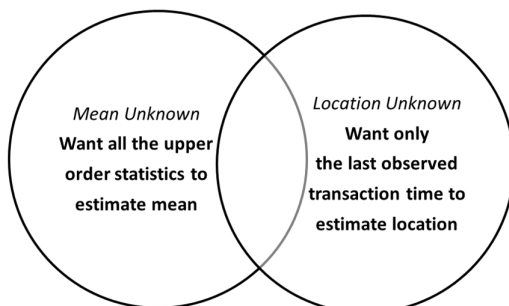 Mean Unknown
Want all the upper
order statistics to
estimate mean
Location Unknown
Want only
the last observed
transaction time to
estimate location